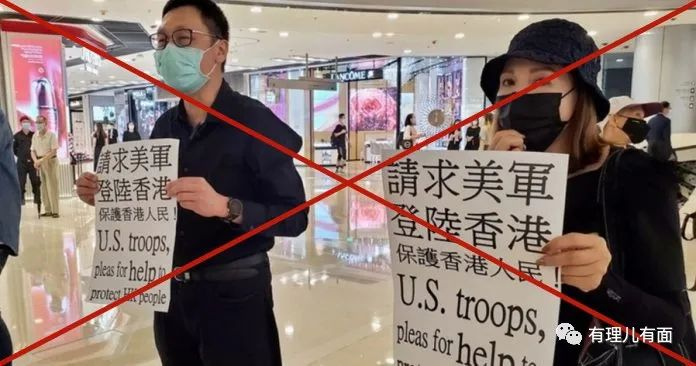 LANCÔME
請求美軍
登陸香港
保護香港人民！
U.S. troops,
pleas for help to
protect HK people
請求美軍
登陸香港
保護香港人民！
U.S. troops,
pleas for help to
有理儿有面